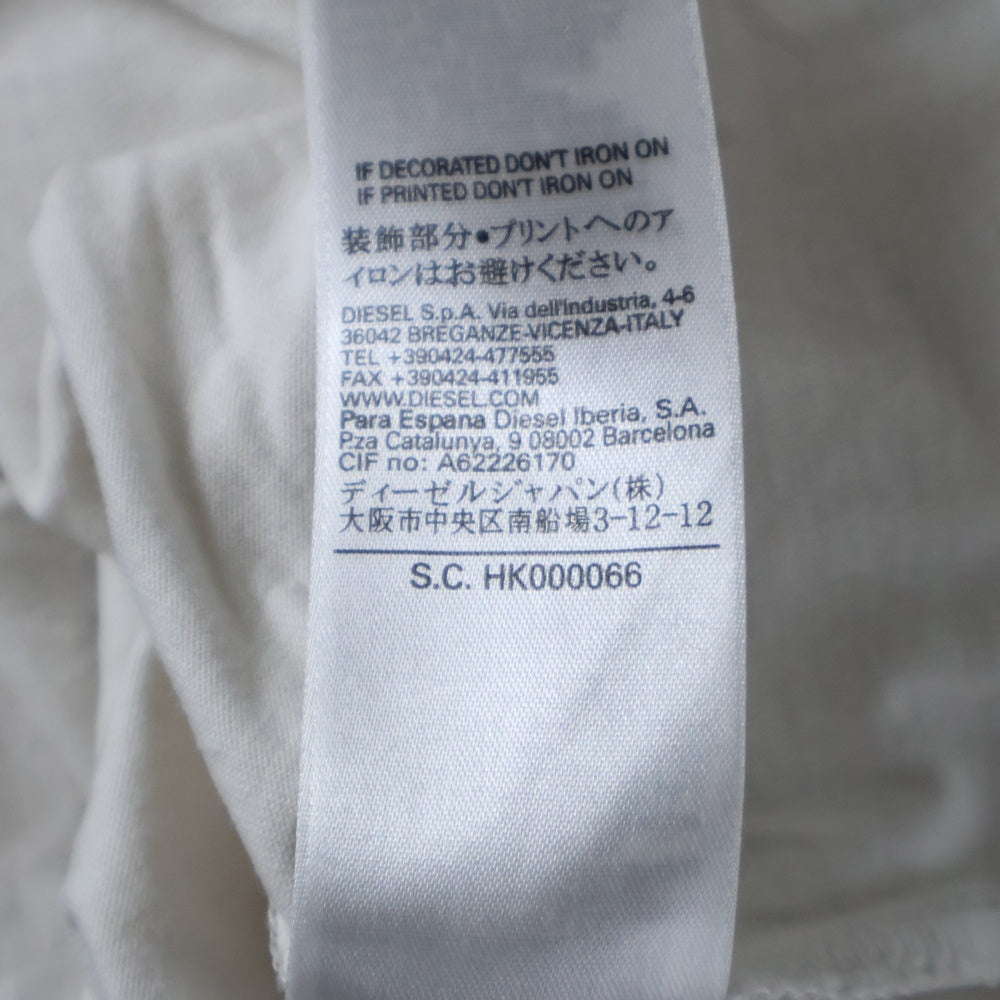 IF DECORATED DON'T IRON ON
IF PRINTED DON'T IRON ON
装飾部分●プリントへのア
イロンはお避けください。
DIESEL S.p.A. Via dell'Industria, 4-6
36042 BREGANZE-VICENZA-ITALY
TEL +390424-477555
FAX +390424-411955
WWW.DIESEL.COM
Para Espana Diesel Iberia, S.A.
P.za Catalunya, 9 08002 Barcelona
CIF no: A62226170
ディーゼルジャパン(株)
大阪市中央区南船場3-12-12
S.C. HK000066